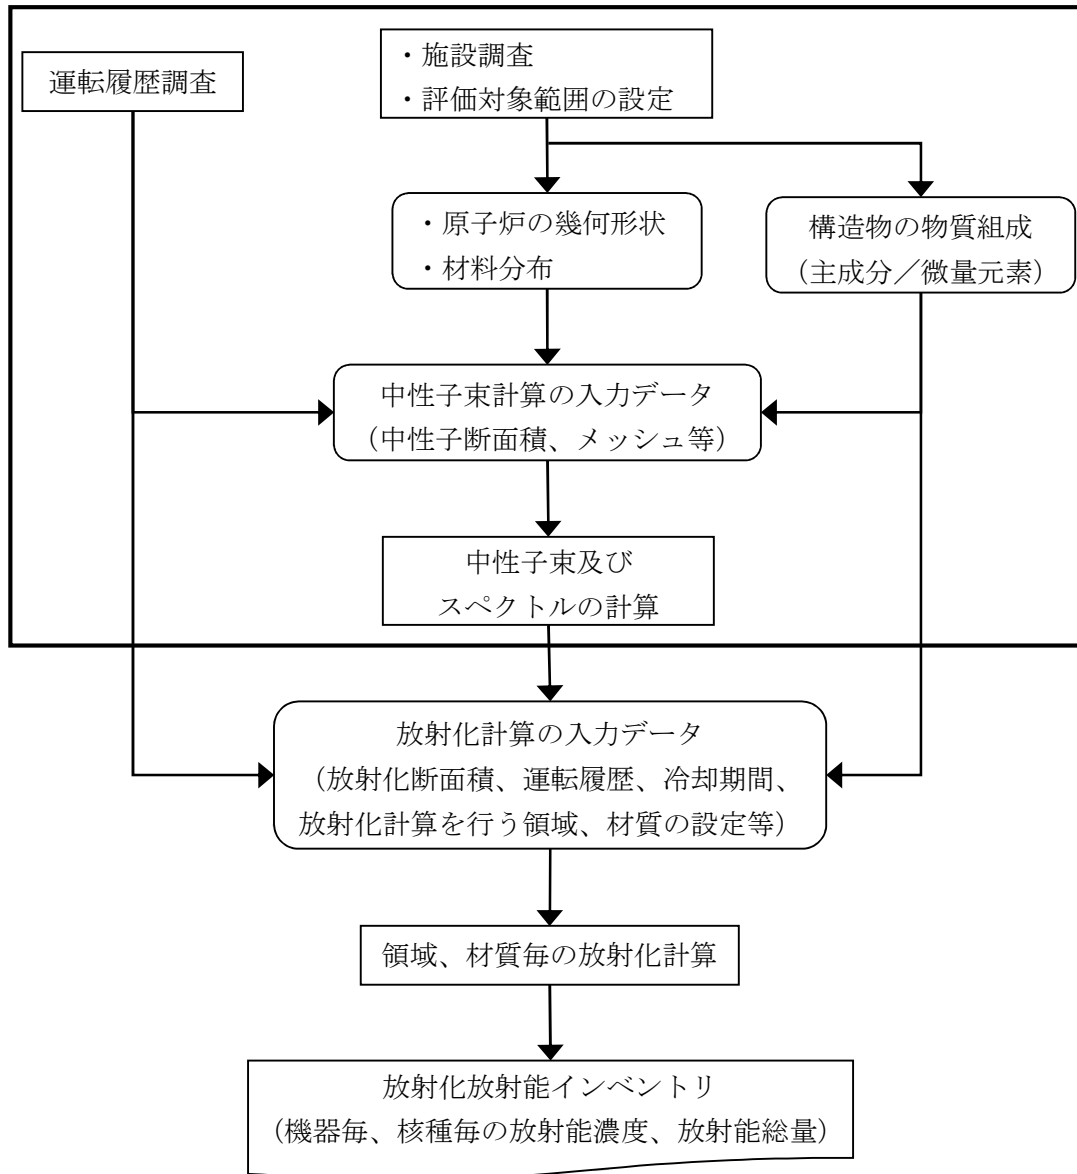 運転履歴調査
・施設調査
・評価対象範囲の設定
・原子炉の幾何形状
・材料分布
構造物の物質組成
（主成分／微量元素）
中性子束計算の入力データ
（中性子断面積、メッシュ等）
中性子束及び
スペクトルの計算
放射化計算の入力データ
（放射化断面積、運転履歴、冷却期間、
放射化計算を行う領域、材質の設定等）
領域、材質毎の放射化計算
放射化放射能インベントリ
（機器毎、核種毎の放射能濃度、放射能総量）